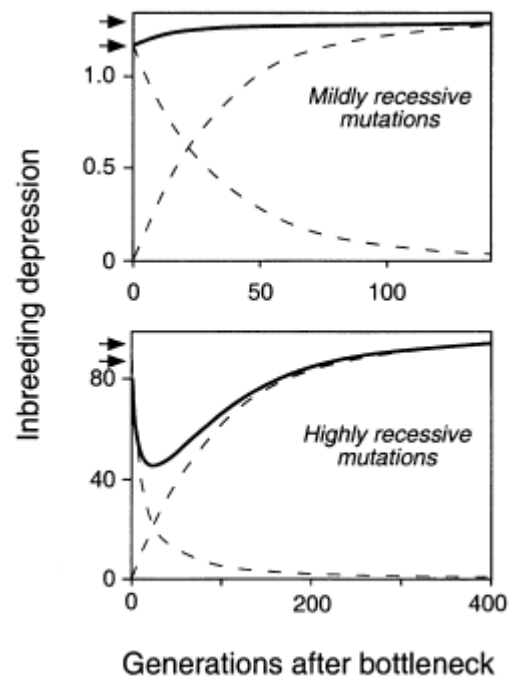 Inbreeding depression
1.0
0.5
0
0
50
100
Mildly recessive
mutations
80
40
0
0
200
400
Highly recessive
mutations
Generations after bottleneck